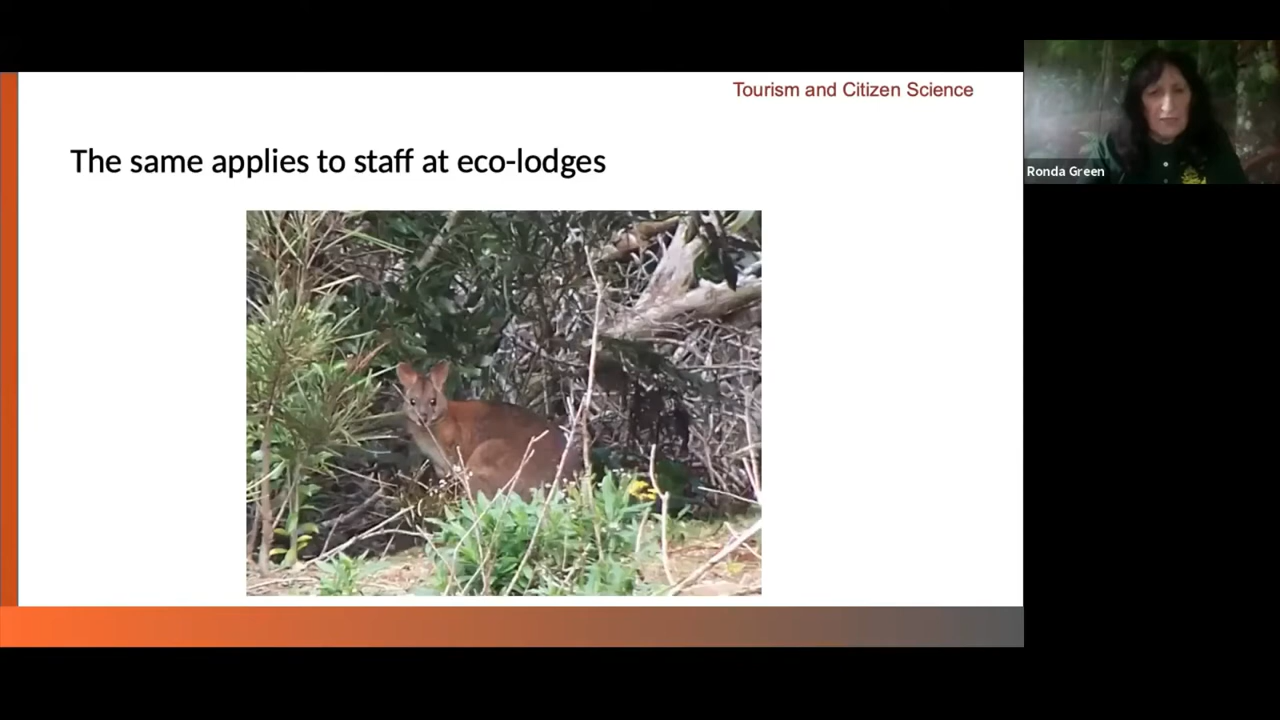 Tourism and Citizen Science
Ronda Green
The same applies to staff at eco-lodges